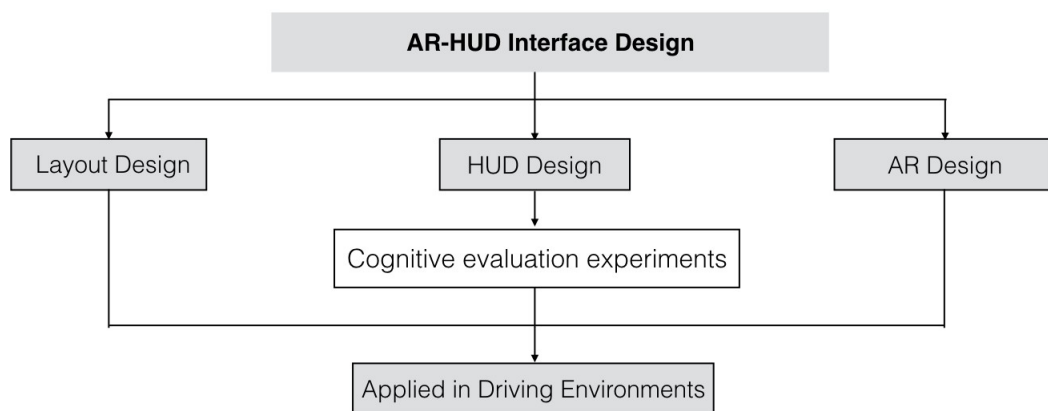 AR-HUD Interface Design
Layout Design
HUD Design
AR Design
Cognitive evaluation experiments
Applied in Driving Environments